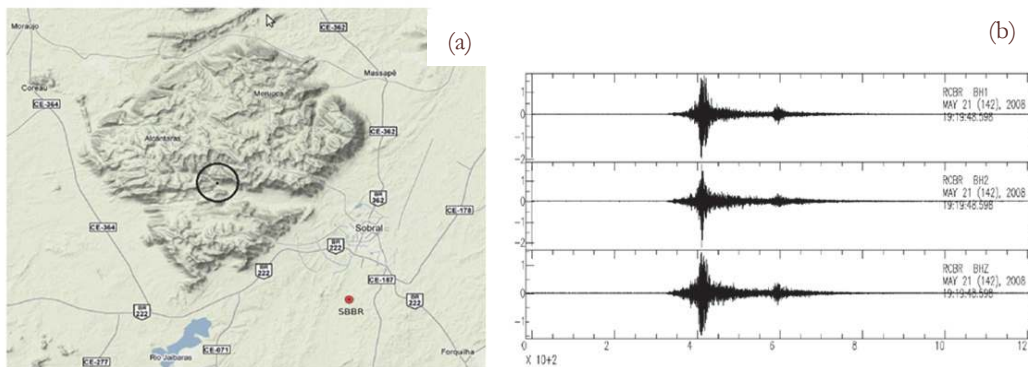 (a)
(b)
Moraújo
CE-362
Massapê
Coreaú
CE-364
Meruoca
CE-362
Alcântaras
BR
362
CE-178
CE-364
Sobral
BR
222
BR
222
CE-187
BR
222
BR
222
SBBR
Rio Jaibaras
CE-071
CE-277
Forquilha
RCBR BH1
MAY 21 (142), 2008
19:19:48.598
1
0
-1
-2
RCBR BH2
MAY 21 (142), 2008
19:19:48.598
1
0
-1
-2
RCBR BHZ
MAY 21 (142), 2008
19:19:48.598
1
0
-1
0 2 4 6 8 10 12
X 10+2